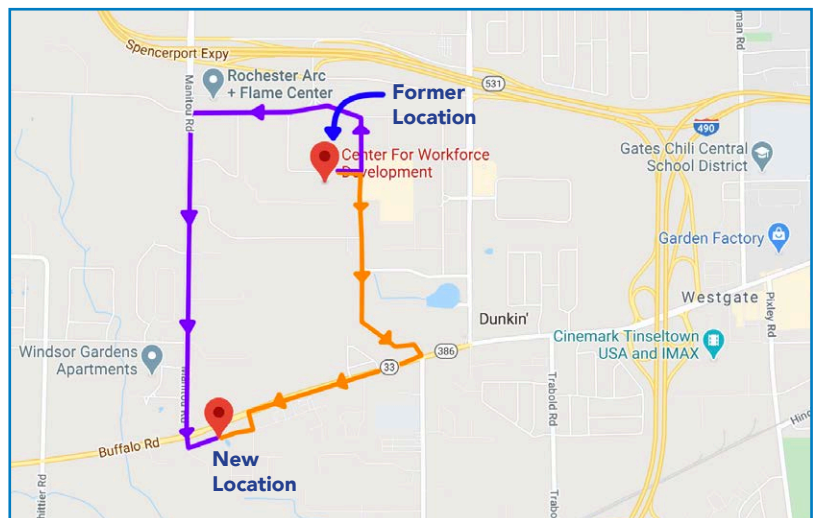 Spencerport Expy
Manitou Rd
Rochester Arc
+ Flame Center
Former
Location
531
490
Gates Chili Central
School District
Center For Workforce
Development
Garden Factory
Westgate
Pixley Rd
Dunkin'
386
33
Cinemark Tinseltown
USA and IMAX
Windsor Gardens
Apartments
Trabold Rd
Buffalo Rd
New
Location